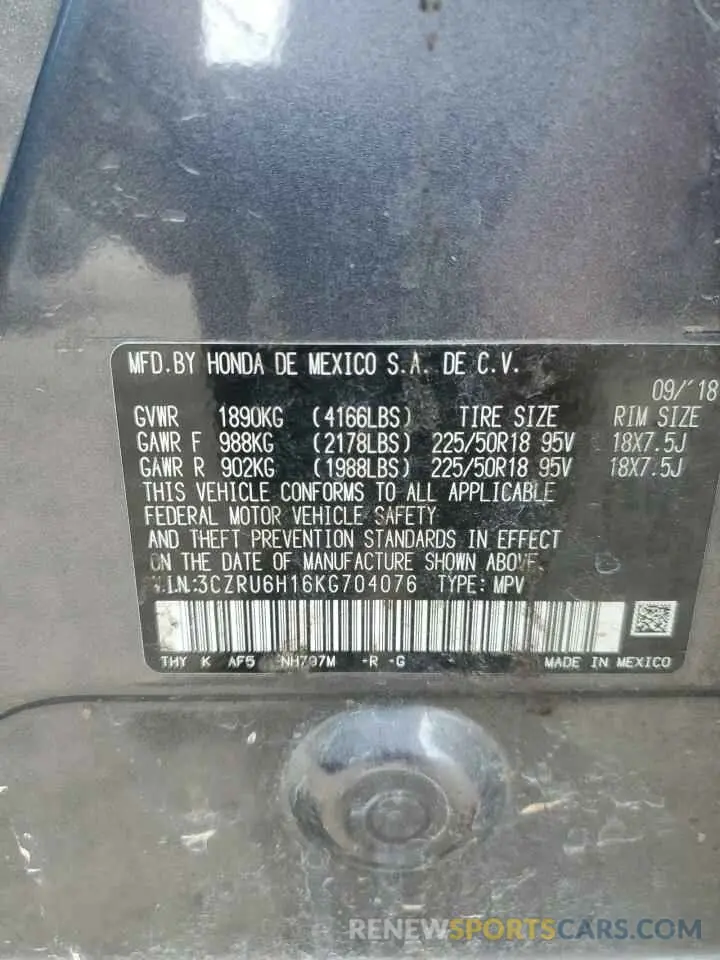 MFD.BY HONDA DE MEXICO S.A. DE C.V.
09/'18
GVWR 1890KG (4166LBS) TIRE SIZE RIM SIZE
GAWR F 988KG (2178LBS) 225/50R18 95V 18X7.5J
GAWR R 902KG (1988LBS) 225/50R18 95V 18X7.5J
THIS VEHICLE CONFORMS TO ALL APPLICABLE
FEDERAL MOTOR VEHICLE SAFETY
AND THEFT PREVENTION STANDARDS IN EFFECT
ON THE DATE OF MANUFACTURE SHOWN ABOVE.
V.I.N.:3CZRU6H16KG704076 TYPE: MPV
THY K AF5 NH797M -R -G MADE IN MEXICO
RENEWSPORTSCARS.COM